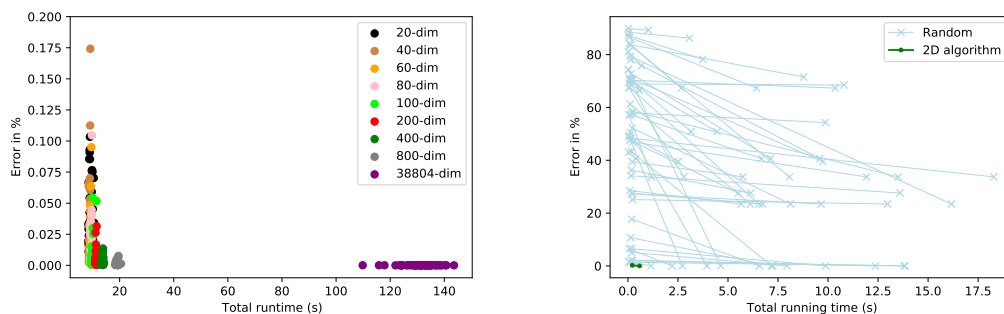 0.200
0.175
0.150
0.125
0.100
0.075
0.050
0.025
0.000
Error in %
20
40
60
80
100
120
140
Total runtime (s)
20-dim
40-dim
60-dim
80-dim
100-dim
200-dim
400-dim
800-dim
38804-dim
80
60
40
20
0
Error in %
0.0
2.5
5.0
7.5
10.0
12.5
15.0
17.5
Total running time (s)
Random
2D algorithm